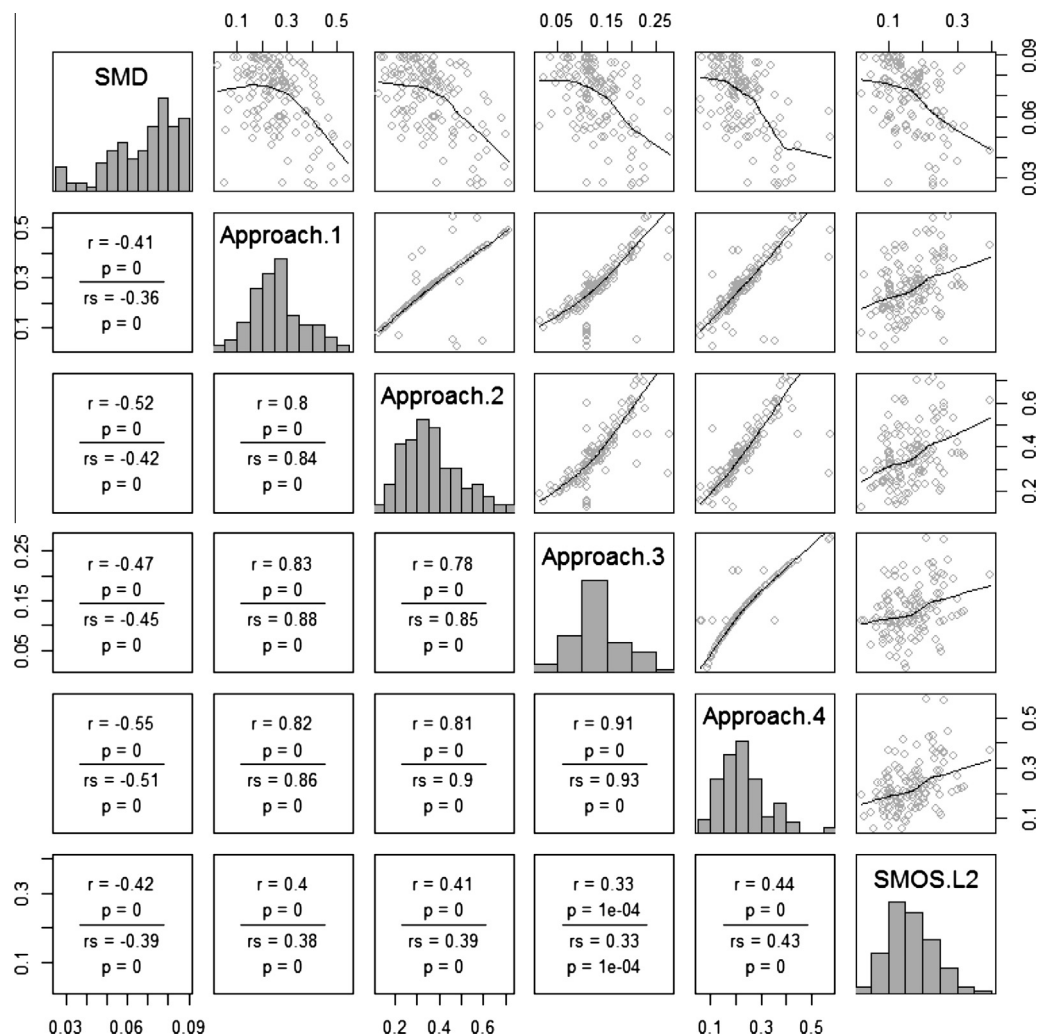 0.1 0.3 0.5 0.05 0.15 0.25 0.1 0.3
SMD
0.03 0.06 0.09
0.1 0.3 0.5
r = -0.41
p = 0
rs = -0.36
p = 0
Approach.1
r = -0.52
p = 0
rs = -0.42
p = 0
r = 0.8
p = 0
rs = 0.84
p = 0
Approach.2
0.2 0.4 0.6
0.05 0.15 0.25
r = -0.47
p = 0
rs = -0.45
p = 0
r = 0.83
p = 0
rs = 0.88
p = 0
r = 0.78
p = 0
rs = 0.85
p = 0
Approach.3
r = -0.55
p = 0
rs = -0.51
p = 0
r = 0.82
p = 0
rs = 0.86
p = 0
r = 0.81
p = 0
rs = 0.9
p = 0
r = 0.91
p = 0
rs = 0.93
p = 0
Approach.4
0.1 0.3 0.5
0.1 0.3
r = -0.42
p = 0
rs = -0.39
p = 0
r = 0.4
p = 0
rs = 0.38
p = 0
r = 0.41
p = 0
rs = 0.39
p = 0
r = 0.33
p = 1e-04
rs = 0.33
p = 1e-04
r = 0.44
p = 0
rs = 0.43
p = 0
SMOS.L2
0.03 0.06 0.09 0.2 0.4 0.6 0.1 0.3 0.5